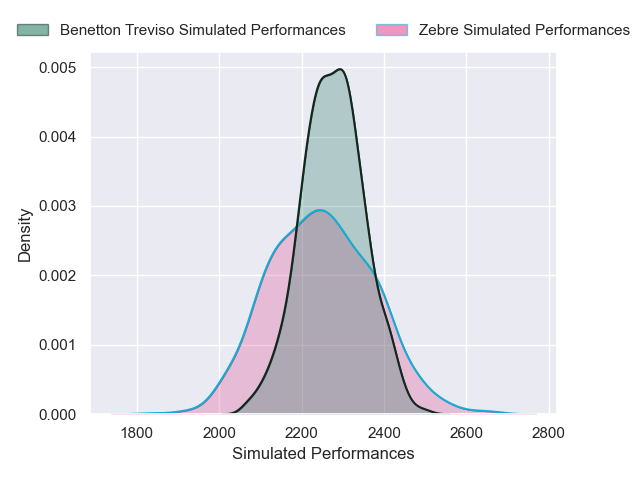 Benetton Treviso Simulated Performances Zebre Simulated Performances
0.005
0.004
0.003
0.002
0.001
0.000
Density
1800 2000 2200 2400 2600 2800
Simulated Performances